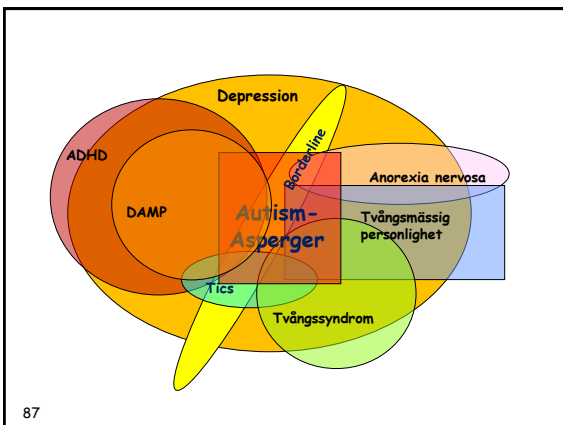 Depression
Borderline
ADHD
Anorexia nervosa
DAMP
Autism-
Asperger
Tvångsmässig
personlighet
Tics
Tvångssyndrom
87